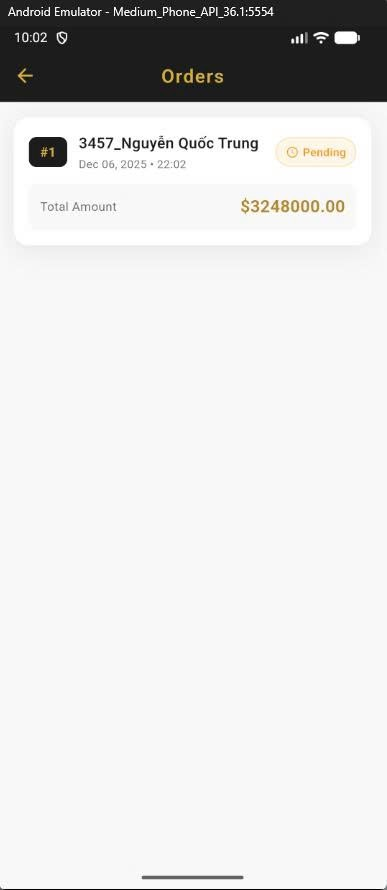 Android Emulator - Medium_Phone_API_36.1:5554
10:02
Orders
#1
3457_Nguyễn Quốc Trung
Dec 06, 2025 • 22:02
Pending
Total Amount
$3248000.00